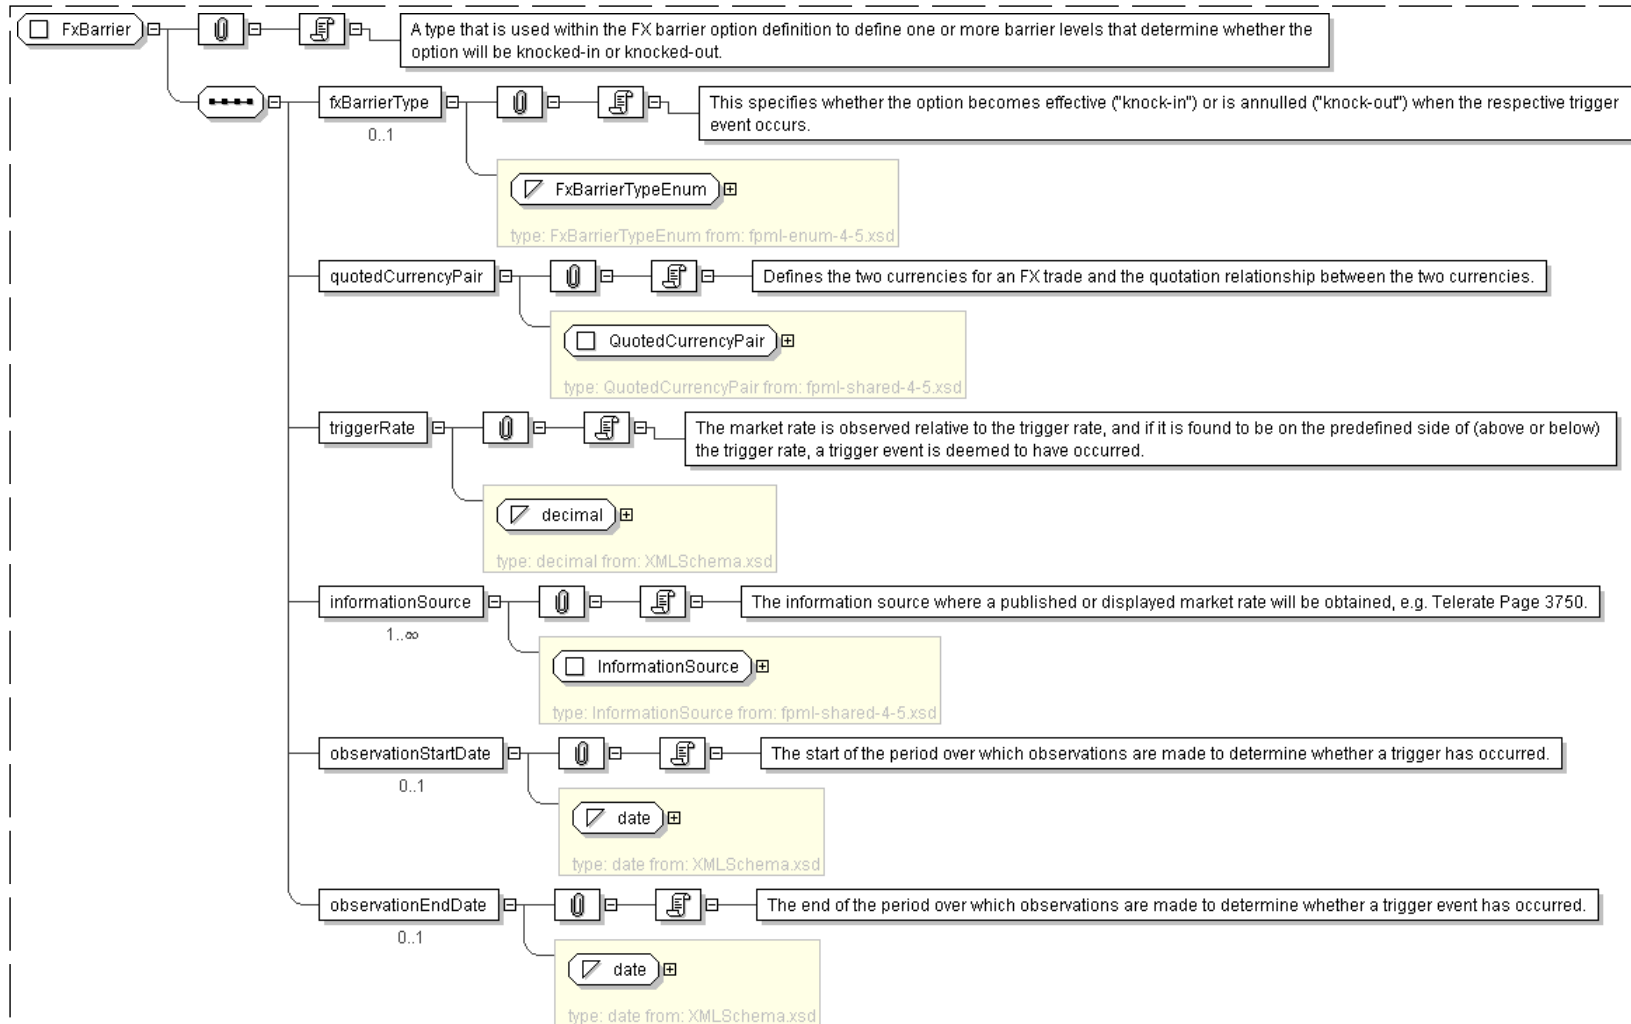 FxBarrier
A type that is used within the FX barrier option definition to define one or more barrier levels that determine whether the
option will be knocked-in or knocked-out.
fxBarrierType
0..1
This specifies whether the option becomes effective ("knock-in") or is annulled ("knock-out") when the respective trigger
event occurs.
FxBarrierTypeEnum
type: FxBarrierTypeEnum from: fpml-enum-4-5.xsd
quotedCurrencyPair
Defines the two currencies for an FX trade and the quotation relationship between the two currencies.
QuotedCurrencyPair
type: QuotedCurrencyPair from: fpml-shared-4-5.xsd
triggerRate
The market rate is observed relative to the trigger rate, and if it is found to be on the predefined side of (above or below)
the trigger rate, a trigger event is deemed to have occurred.
decimal
type: decimal from: XMLSchema.xsd
informationSource
1..∞
The information source where a published or displayed market rate will be obtained, e.g. Telerate Page 3750.
InformationSource
type: InformationSource from: fpml-shared-4-5.xsd
observationStartDate
0..1
The start of the period over which observations are made to determine whether a trigger has occurred.
date
type: date from: XMLSchema.xsd
observationEndDate
0..1
The end of the period over which observations are made to determine whether a trigger event has occurred.
date
type: date from: XMLSchema.xsd